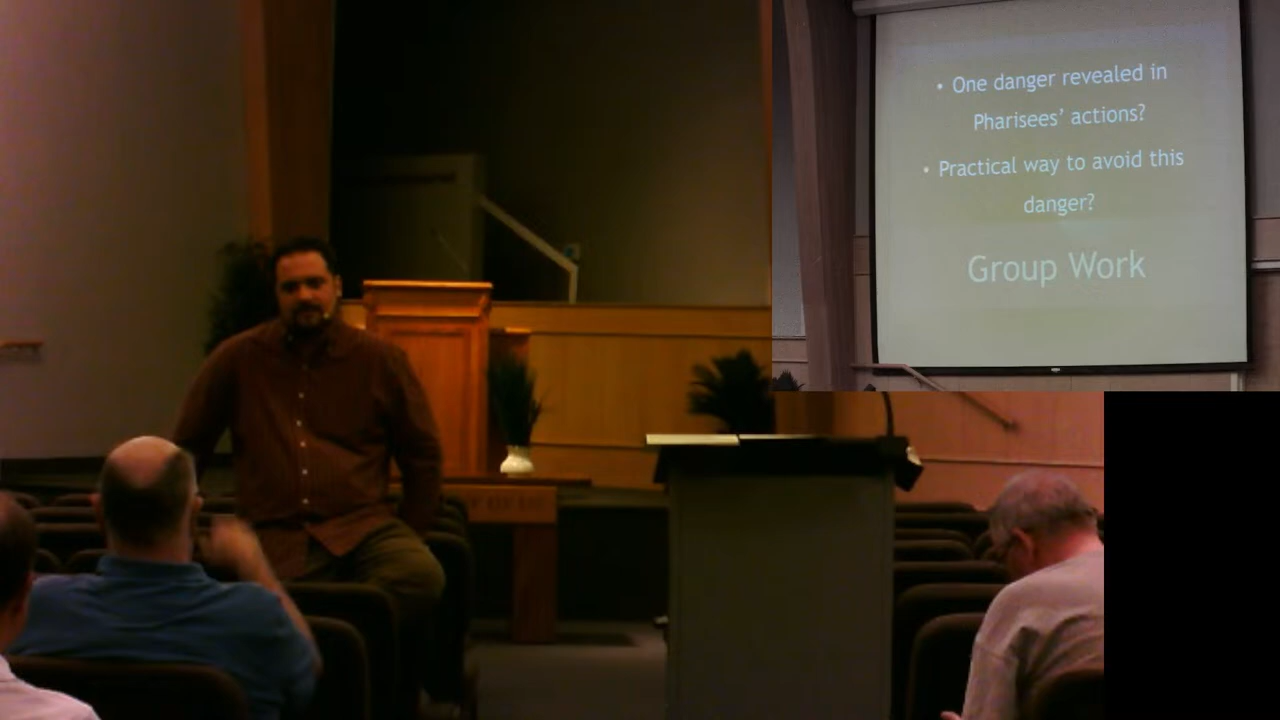 • One danger revealed in
Pharisees' actions?
• Practical way to avoid this
danger?
Group Work